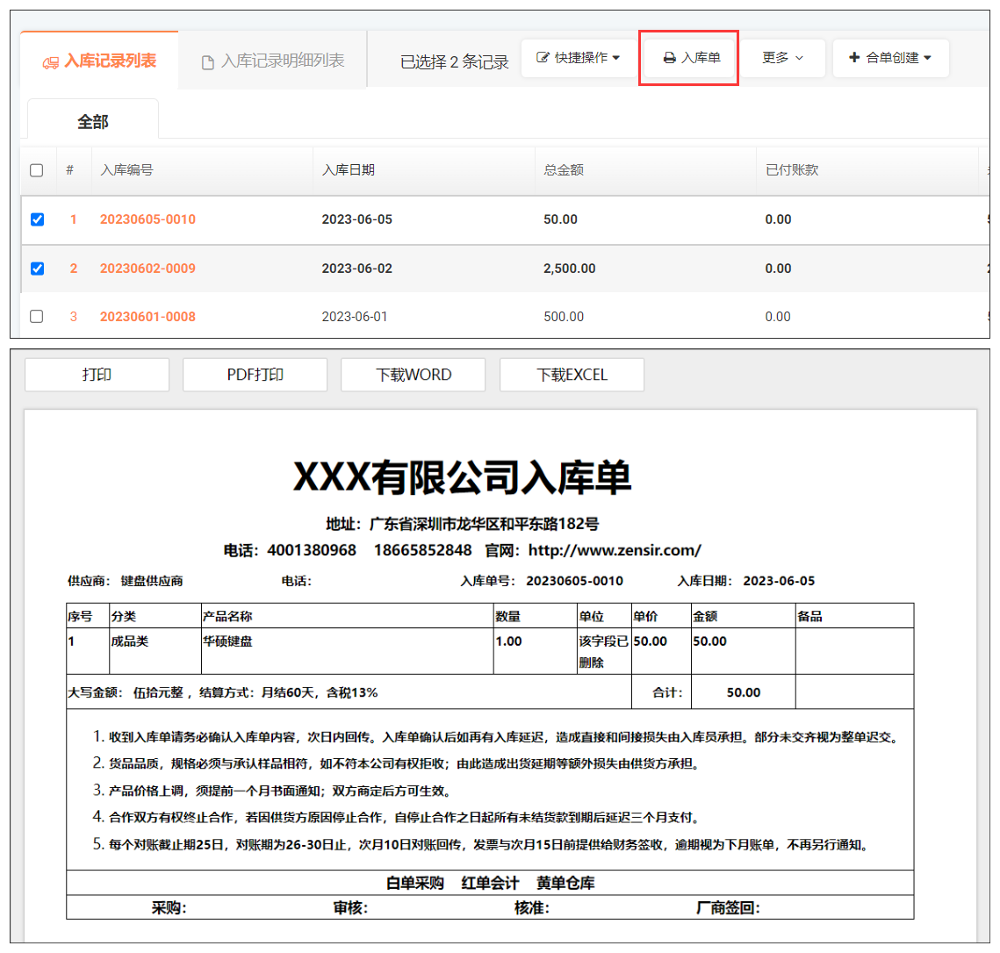 入库记录列表 入库记录明细列表 已选择 2 条记录 快捷操作 入库单 更多 合单创建
全部
# 入库编号 入库日期 总金额 已付账款
1 20230605-0010 2023-06-05 50.00 0.00
2 20230602-0009 2023-06-02 2,500.00 0.00
3 20230601-0008 2023-06-01 500.00 0.00
打印 PDF打印 下载WORD 下载EXCEL
XXX有限公司入库单
地址：广东省深圳市龙华区和平东路182号
电话：4001380968 18665852848 官网：http://www.zensir.com/
供应商： 键盘供应商 电话： 入库单号： 20230605-0010 入库日期： 2023-06-05
序号 分类 产品名称 数量 单位 单价 金额 备品
1 成品类 华硕键盘 1.00 该字段已 50.00 50.00
删除
大写金额： 伍拾元整 ，结算方式：月结60天，含税13% 合计： 50.00
1. 收到入库单请务必确认入库单内容，次日内回传。入库单确认后如再有入库延迟，造成直接和间接损失由入库员承担。部分未交齐视为整单迟交。
2. 货品品质，规格必须与承认样品相符，如不符本公司有权拒收；由此造成出货延期等额外损失由供货方承担。
3. 产品价格上调，须提前一个月书面通知；双方商定后方可生效。
4. 合作双方有权终止合作，若因供货方原因停止合作，自停止合作之日起所有未结货款到期后延迟三个月支付。
5. 每个对账截止期25日，对账期为26-30日止，次月10日对账回传，发票与次月15日前提供给财务签收，逾期视为下月账单，不再另行通知。
白单采购 红单会计 黄单仓库
采购： 审核： 核准： 厂商签回：